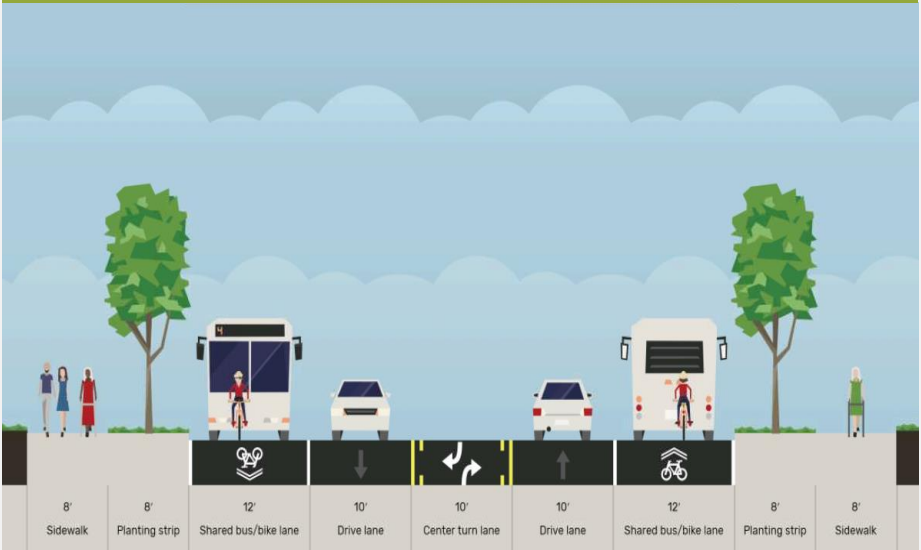 4
8′
8′
12′
10′
10′
10′
12′
8′
8′
Sidewalk
Planting strip
Shared bus/bike lane
Drive lane
Center turn lane
Drive lane
Shared bus/bike lane
Planting strip
Sidewalk